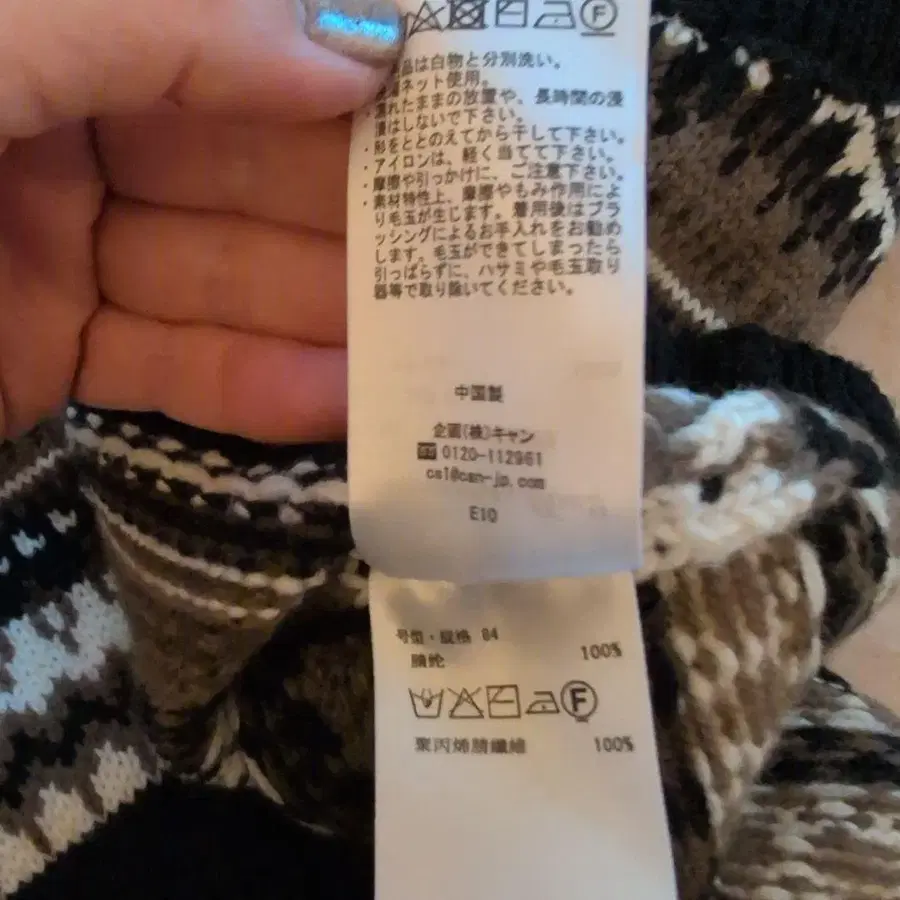 品は白物と分別洗い。
ネット使用。
濡れたままの放置や、長時間の浸
漬はしないで下さい。
・形をととのえてから干して下さい。
・アイロンは、軽く当てて下さい。
・摩擦や引っかけに、ご注意下さい。
・素材特性上、摩擦やもみ作用によ
り毛玉が生じます。着用後はブラ
ッシングによるお手入れをお勧め
します。毛玉ができてしまったら
引っぱらずに、ハサミや毛玉取り
器等で取り除いてください。
中国製
企画(株)キャン
0120-112961
cs1@can-jp.com
E10
号型・规格 84
腈纶 100%
F
聚丙烯腈纖維 100%